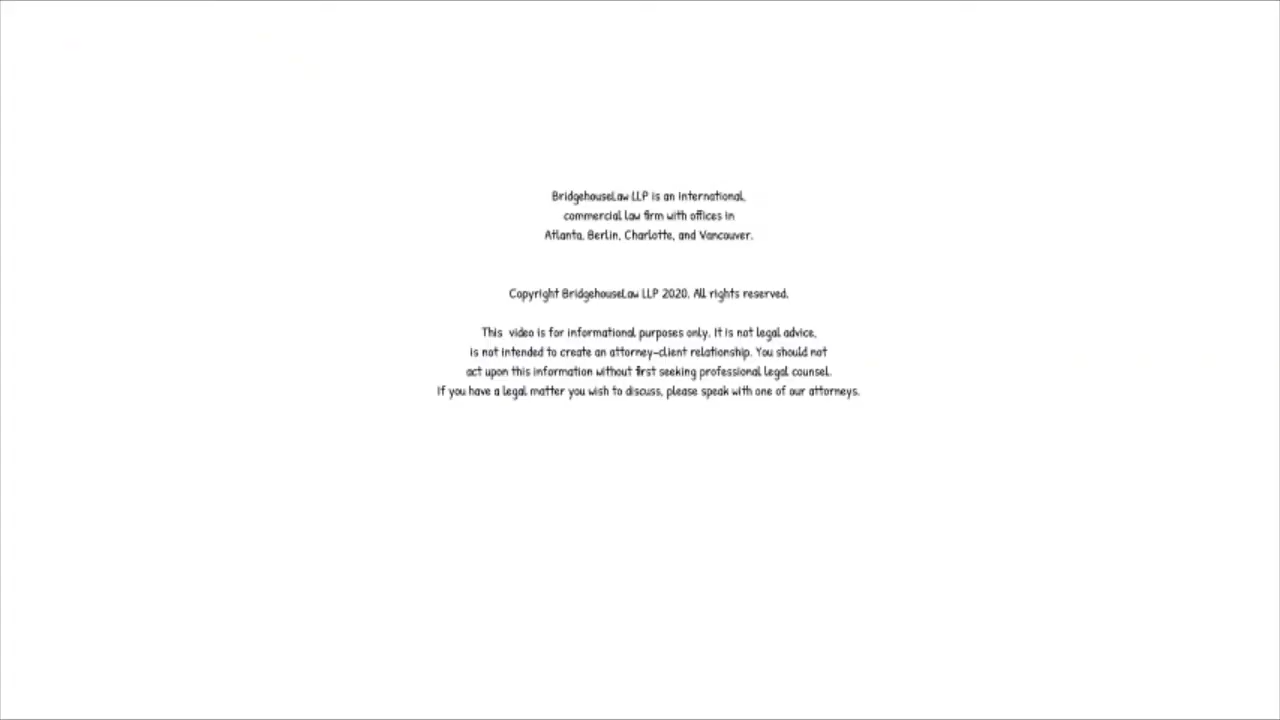 BridgehouseLaw LLP is an international,
commercial law firm with offices in
Atlanta, Berlin, Charlotte, and Vancouver.
Copyright BridgehouseLaw LLP 2020. All rights reserved.
This video is for informational purposes only. It is not legal advice,
is not intended to create an attorney-client relationship. You should not
act upon this information without first seeking professional legal counsel.
If you have a legal matter you wish to discuss, please speak with one of our attorneys.